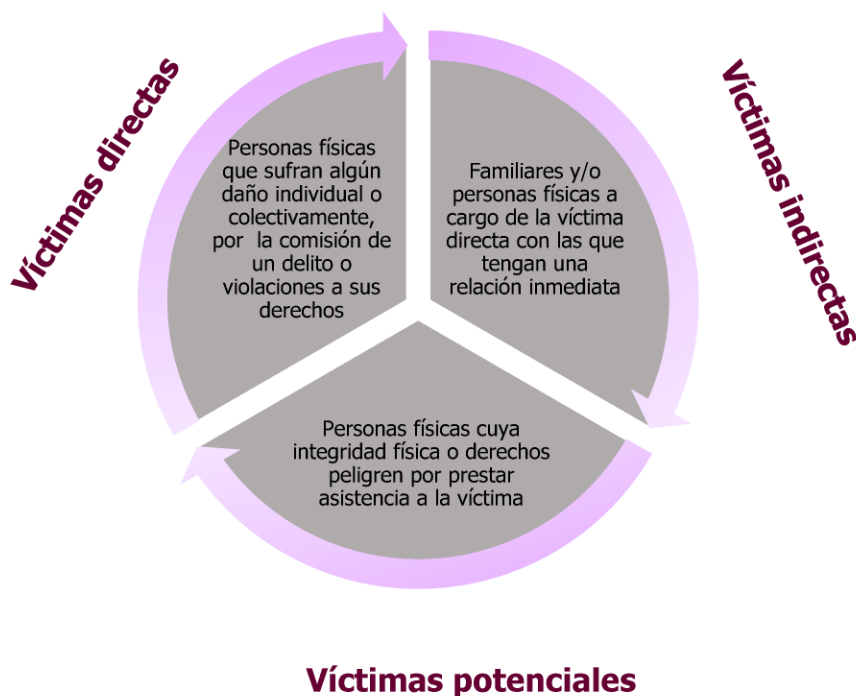 Víctimas directas
Personas físicas
que sufran algún
daño individual o
colectivamente,
por la comisión de
un delito o
violaciones a sus
derechos
Víctimas indirectas
Familiares y/o
personas físicas a
cargo de la víctima
directa con las que
tengan una
relación inmediata
Personas físicas cuya
integridad física o derechos
peligren por prestar
asistencia a la víctima
Víctimas potenciales